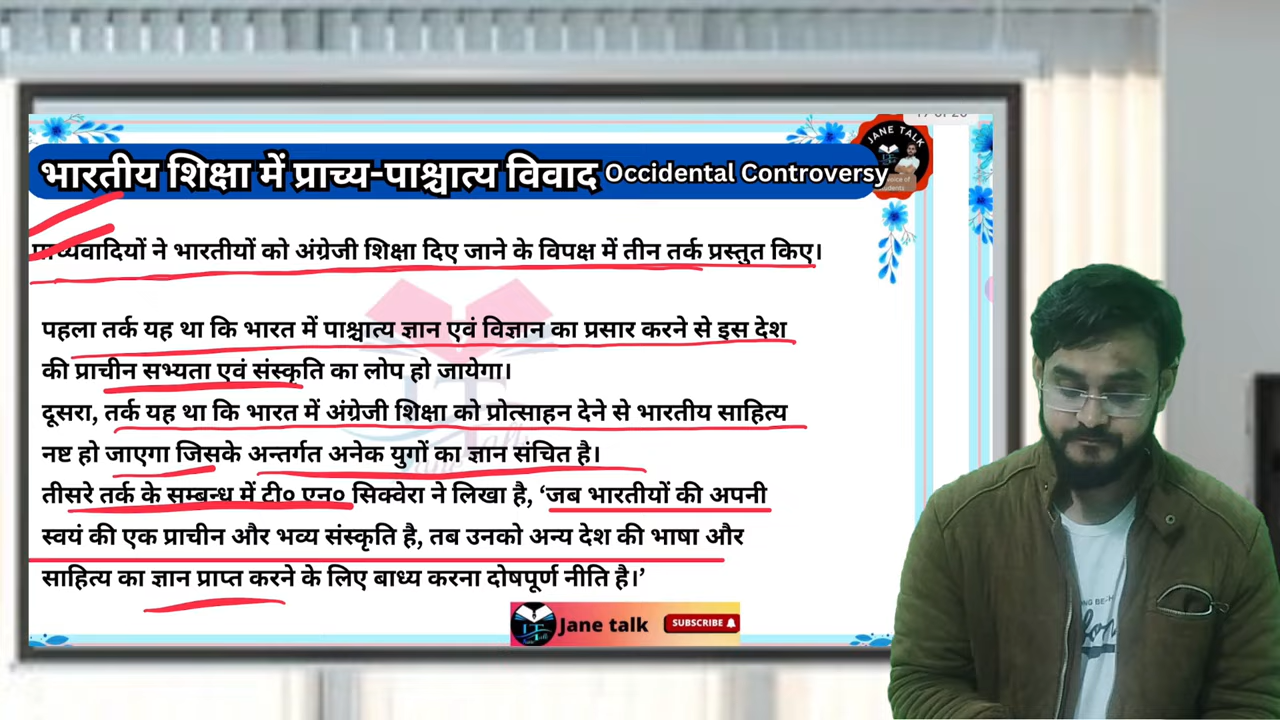 भारतीय शिक्षा में प्राच्य-पाश्चात्य विवाद Occidental Controversy
JANE TALK
प्राच्यवादियों ने भारतीयों को अंग्रेजी शिक्षा दिए जाने के विपक्ष में तीन तर्क प्रस्तुत किए।
पहला तर्क यह था कि भारत में पाश्चात्य ज्ञान एवं विज्ञान का प्रसार करने से इस देश
की प्राचीन सभ्यता एवं संस्कृति का लोप हो जायेगा।
दूसरा, तर्क यह था कि भारत में अंग्रेजी शिक्षा को प्रोत्साहन देने से भारतीय साहित्य
नष्ट हो जाएगा जिसके अन्तर्गत अनेक युगों का ज्ञान संचित है।
तीसरे तर्क के सम्बन्ध में टी० एन० सिक्वेरा ने लिखा है, ‘जब भारतीयों की अपनी
स्वयं की एक प्राचीन और भव्य संस्कृति है, तब उनको अन्य देश की भाषा और
साहित्य का ज्ञान प्राप्त करने के लिए बाध्य करना दोषपूर्ण नीति है।’
Jane talk SUBSCRIBE